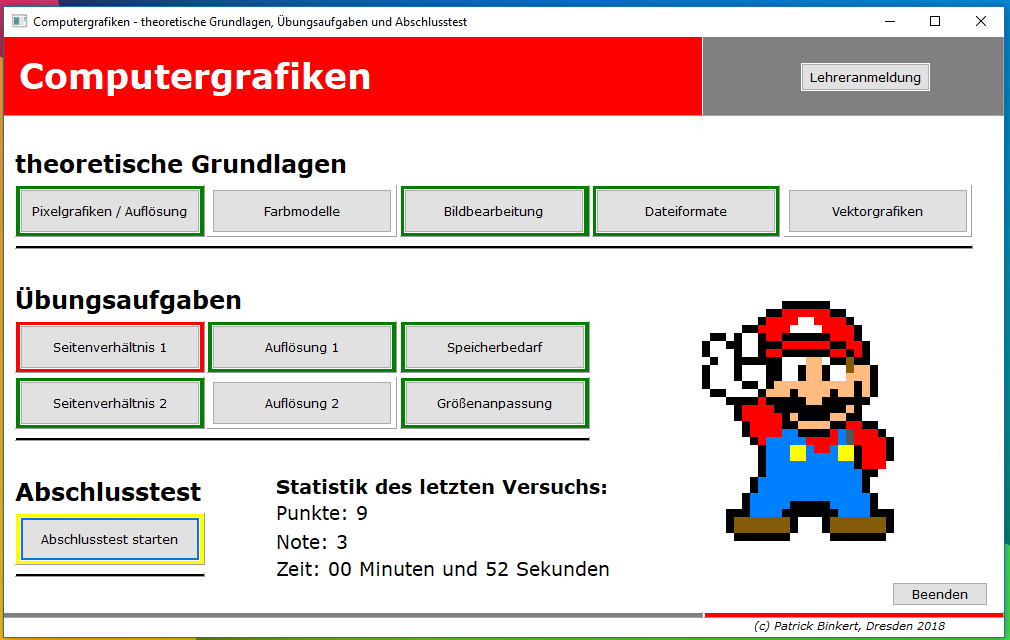 Computergrafiken - theoretische Grundlagen, Übungsaufgaben und Abschlusstest
Computergrafiken
Lehreranmeldung
theoretische Grundlagen
Pixelgrafiken / Auflösung
Farbmodelle
Bildbearbeitung
Dateiformate
Vektorgrafiken
Übungsaufgaben
Seitenverhältnis 1
Auflösung 1
Speicherbedarf
Seitenverhältnis 2
Auflösung 2
Größenanpassung
Abschlusstest
Abschlusstest starten
Statistik des letzten Versuchs:
Punkte: 9
Note: 3
Zeit: 00 Minuten und 52 Sekunden
Beenden
(c) Patrick Binkert, Dresden 2018